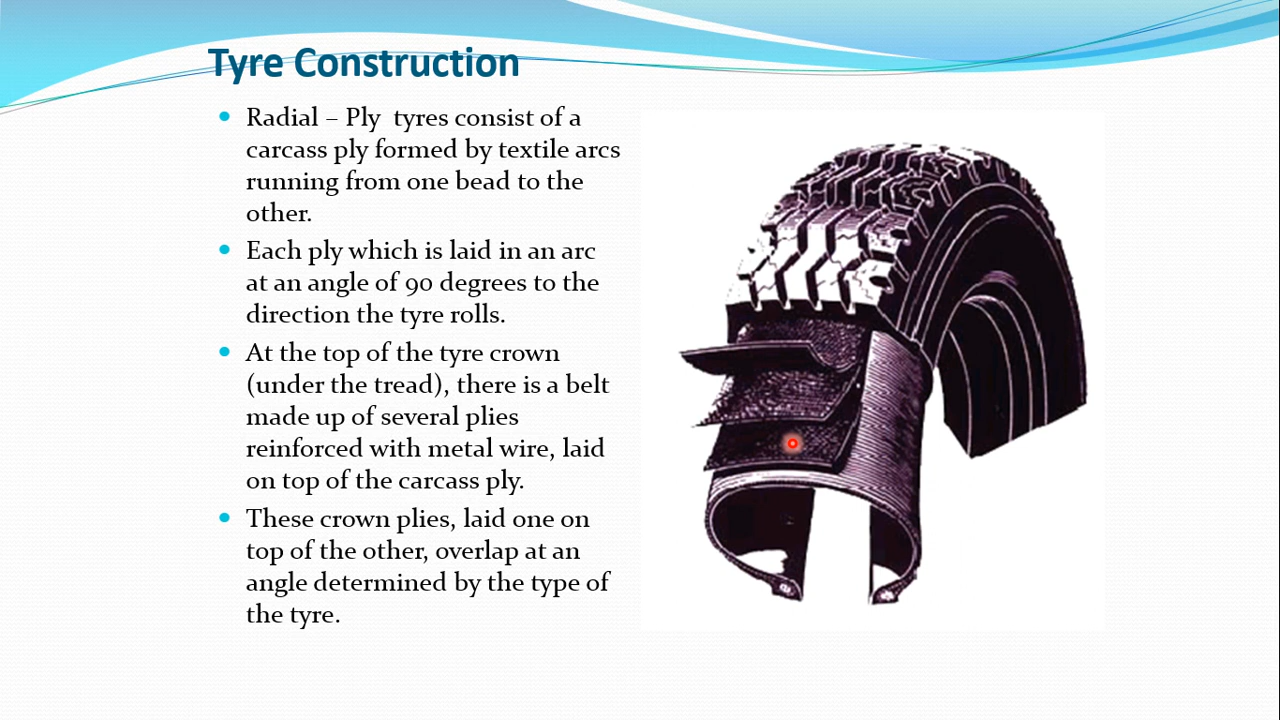 Tyre Construction
• Radial – Ply tyres consist of a
carcass ply formed by textile arcs
running from one bead to the
other.
• Each ply which is laid in an arc
at an angle of 90 degrees to the
direction the tyre rolls.
• At the top of the tyre crown
(under the tread), there is a belt
made up of several plies
reinforced with metal wire, laid
on top of the carcass ply.
• These crown plies, laid one on
top of the other, overlap at an
angle determined by the type of
the tyre.